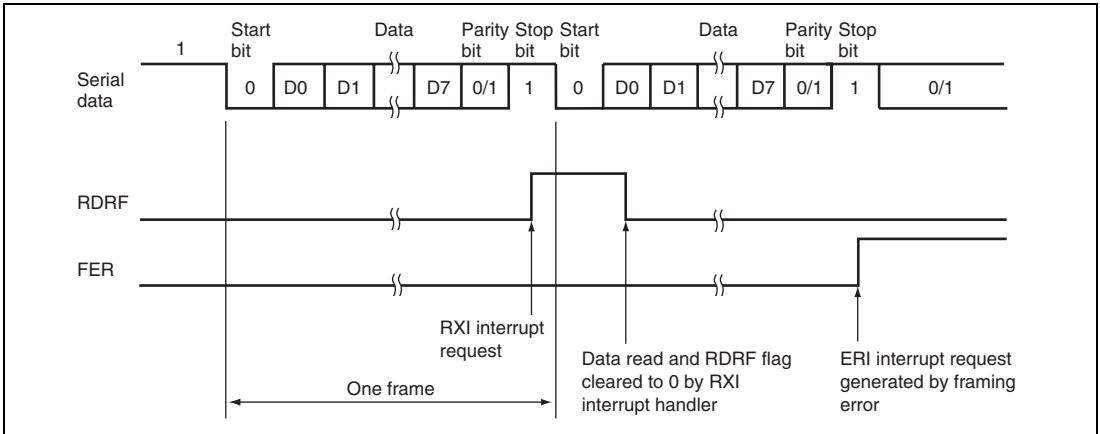 Start Data Parity Stop Start Data Parity Stop
1 bit bit bit bit bit bit
Serial data 0 D0 D1 D7 0/1 1 0 D0 D1 D7 0/1 1 0/1
RDRF
FER
RXI interrupt
request
Data read and RDRF flag
cleared to 0 by RXI
interrupt handler
ERI interrupt request
generated by framing
error
One frame